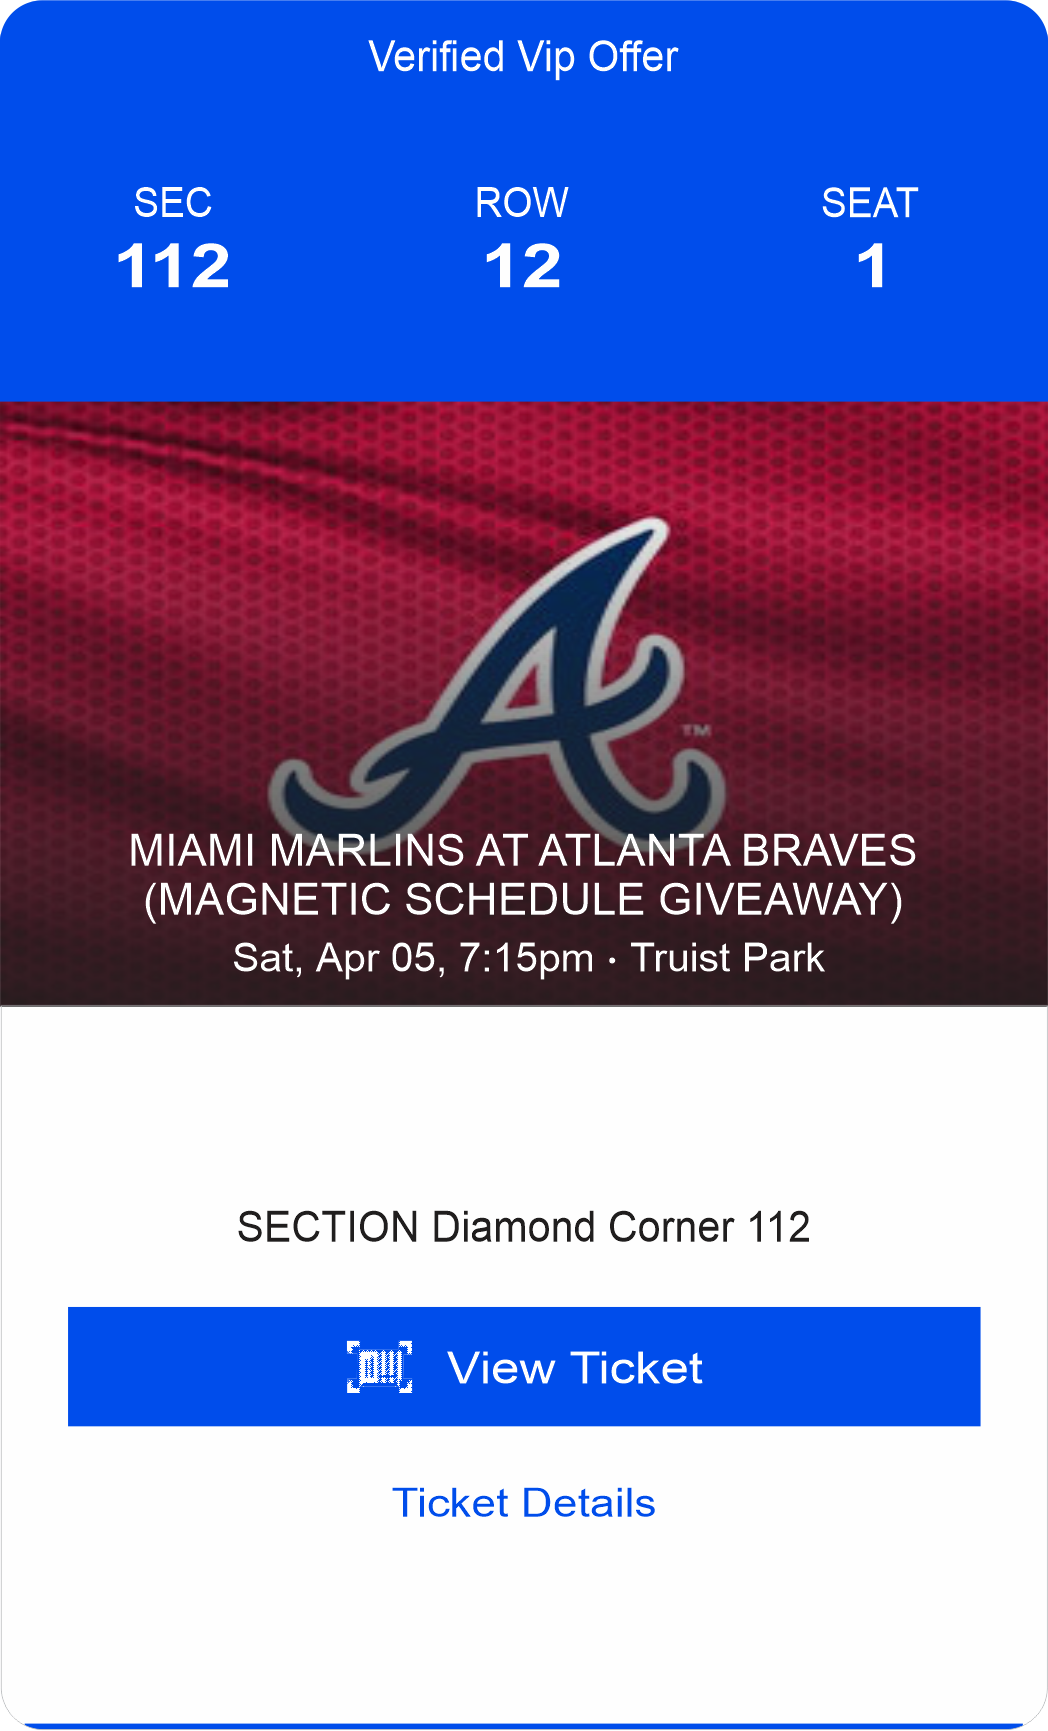 Verified Vip Offer
SEC ROW SEAT
112 12 1
A
TM
MIAMI MARLINS AT ATLANTA BRAVES
(MAGNETIC SCHEDULE GIVEAWAY)
Sat, Apr 05, 7:15pm · Truist Park
SECTION Diamond Corner 112
View Ticket
Ticket Details